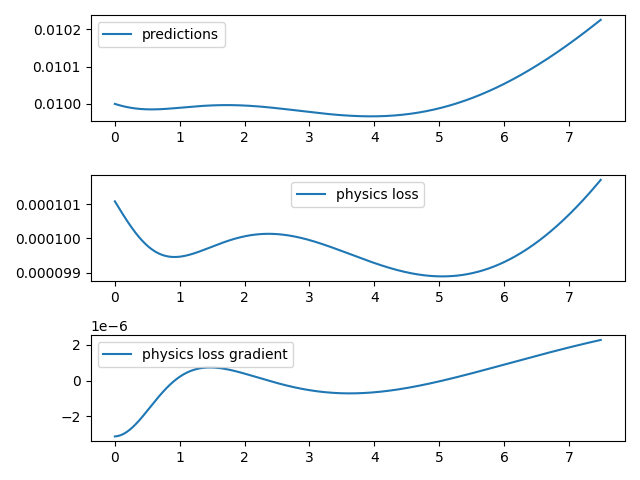 predictions
0.0102
0.0101
0.0100
0 1 2 3 4 5 6 7
physics loss
0.000101
0.000100
0.000099
0 1 2 3 4 5 6 7
1e−6
physics loss gradient
2
0
−2
0 1 2 3 4 5 6 7